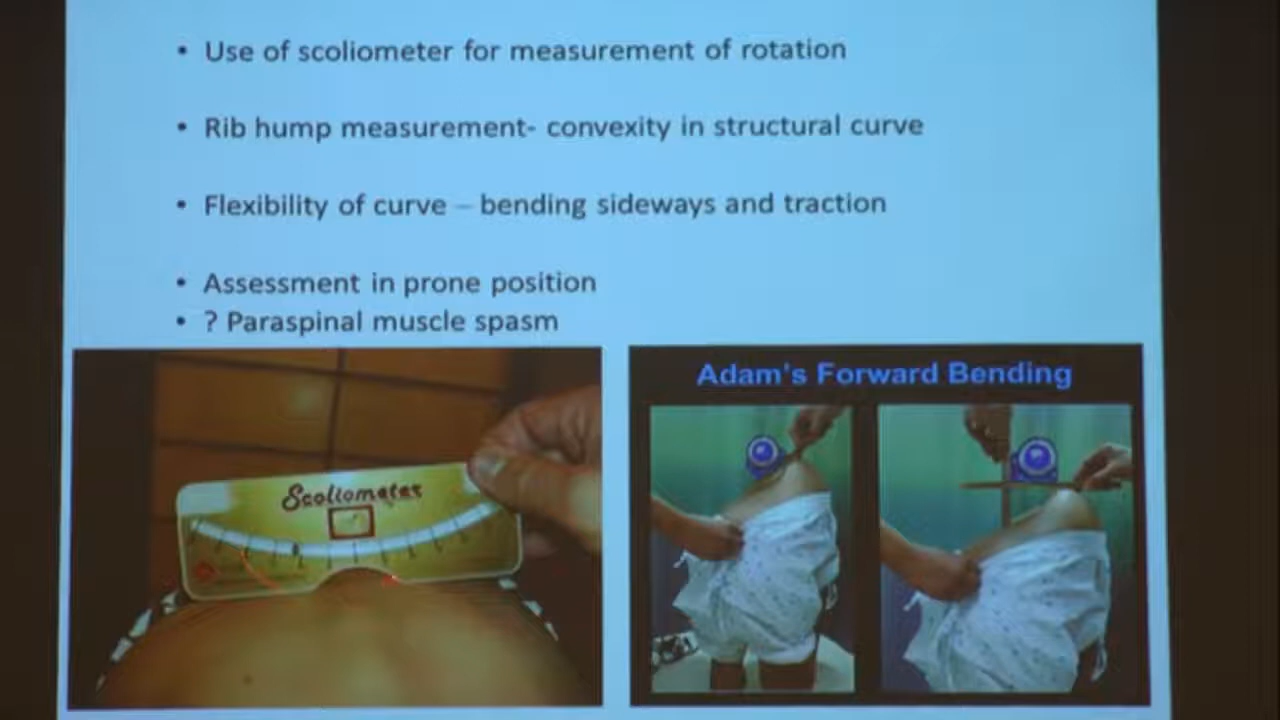 • Use of scoliometer for measurement of rotation
• Rib hump measurement- convexity in structural curve
• Flexibility of curve – bending sideways and traction
• Assessment in prone position
• ? Paraspinal muscle spasm
Scoliometer
Adam's Forward Bending